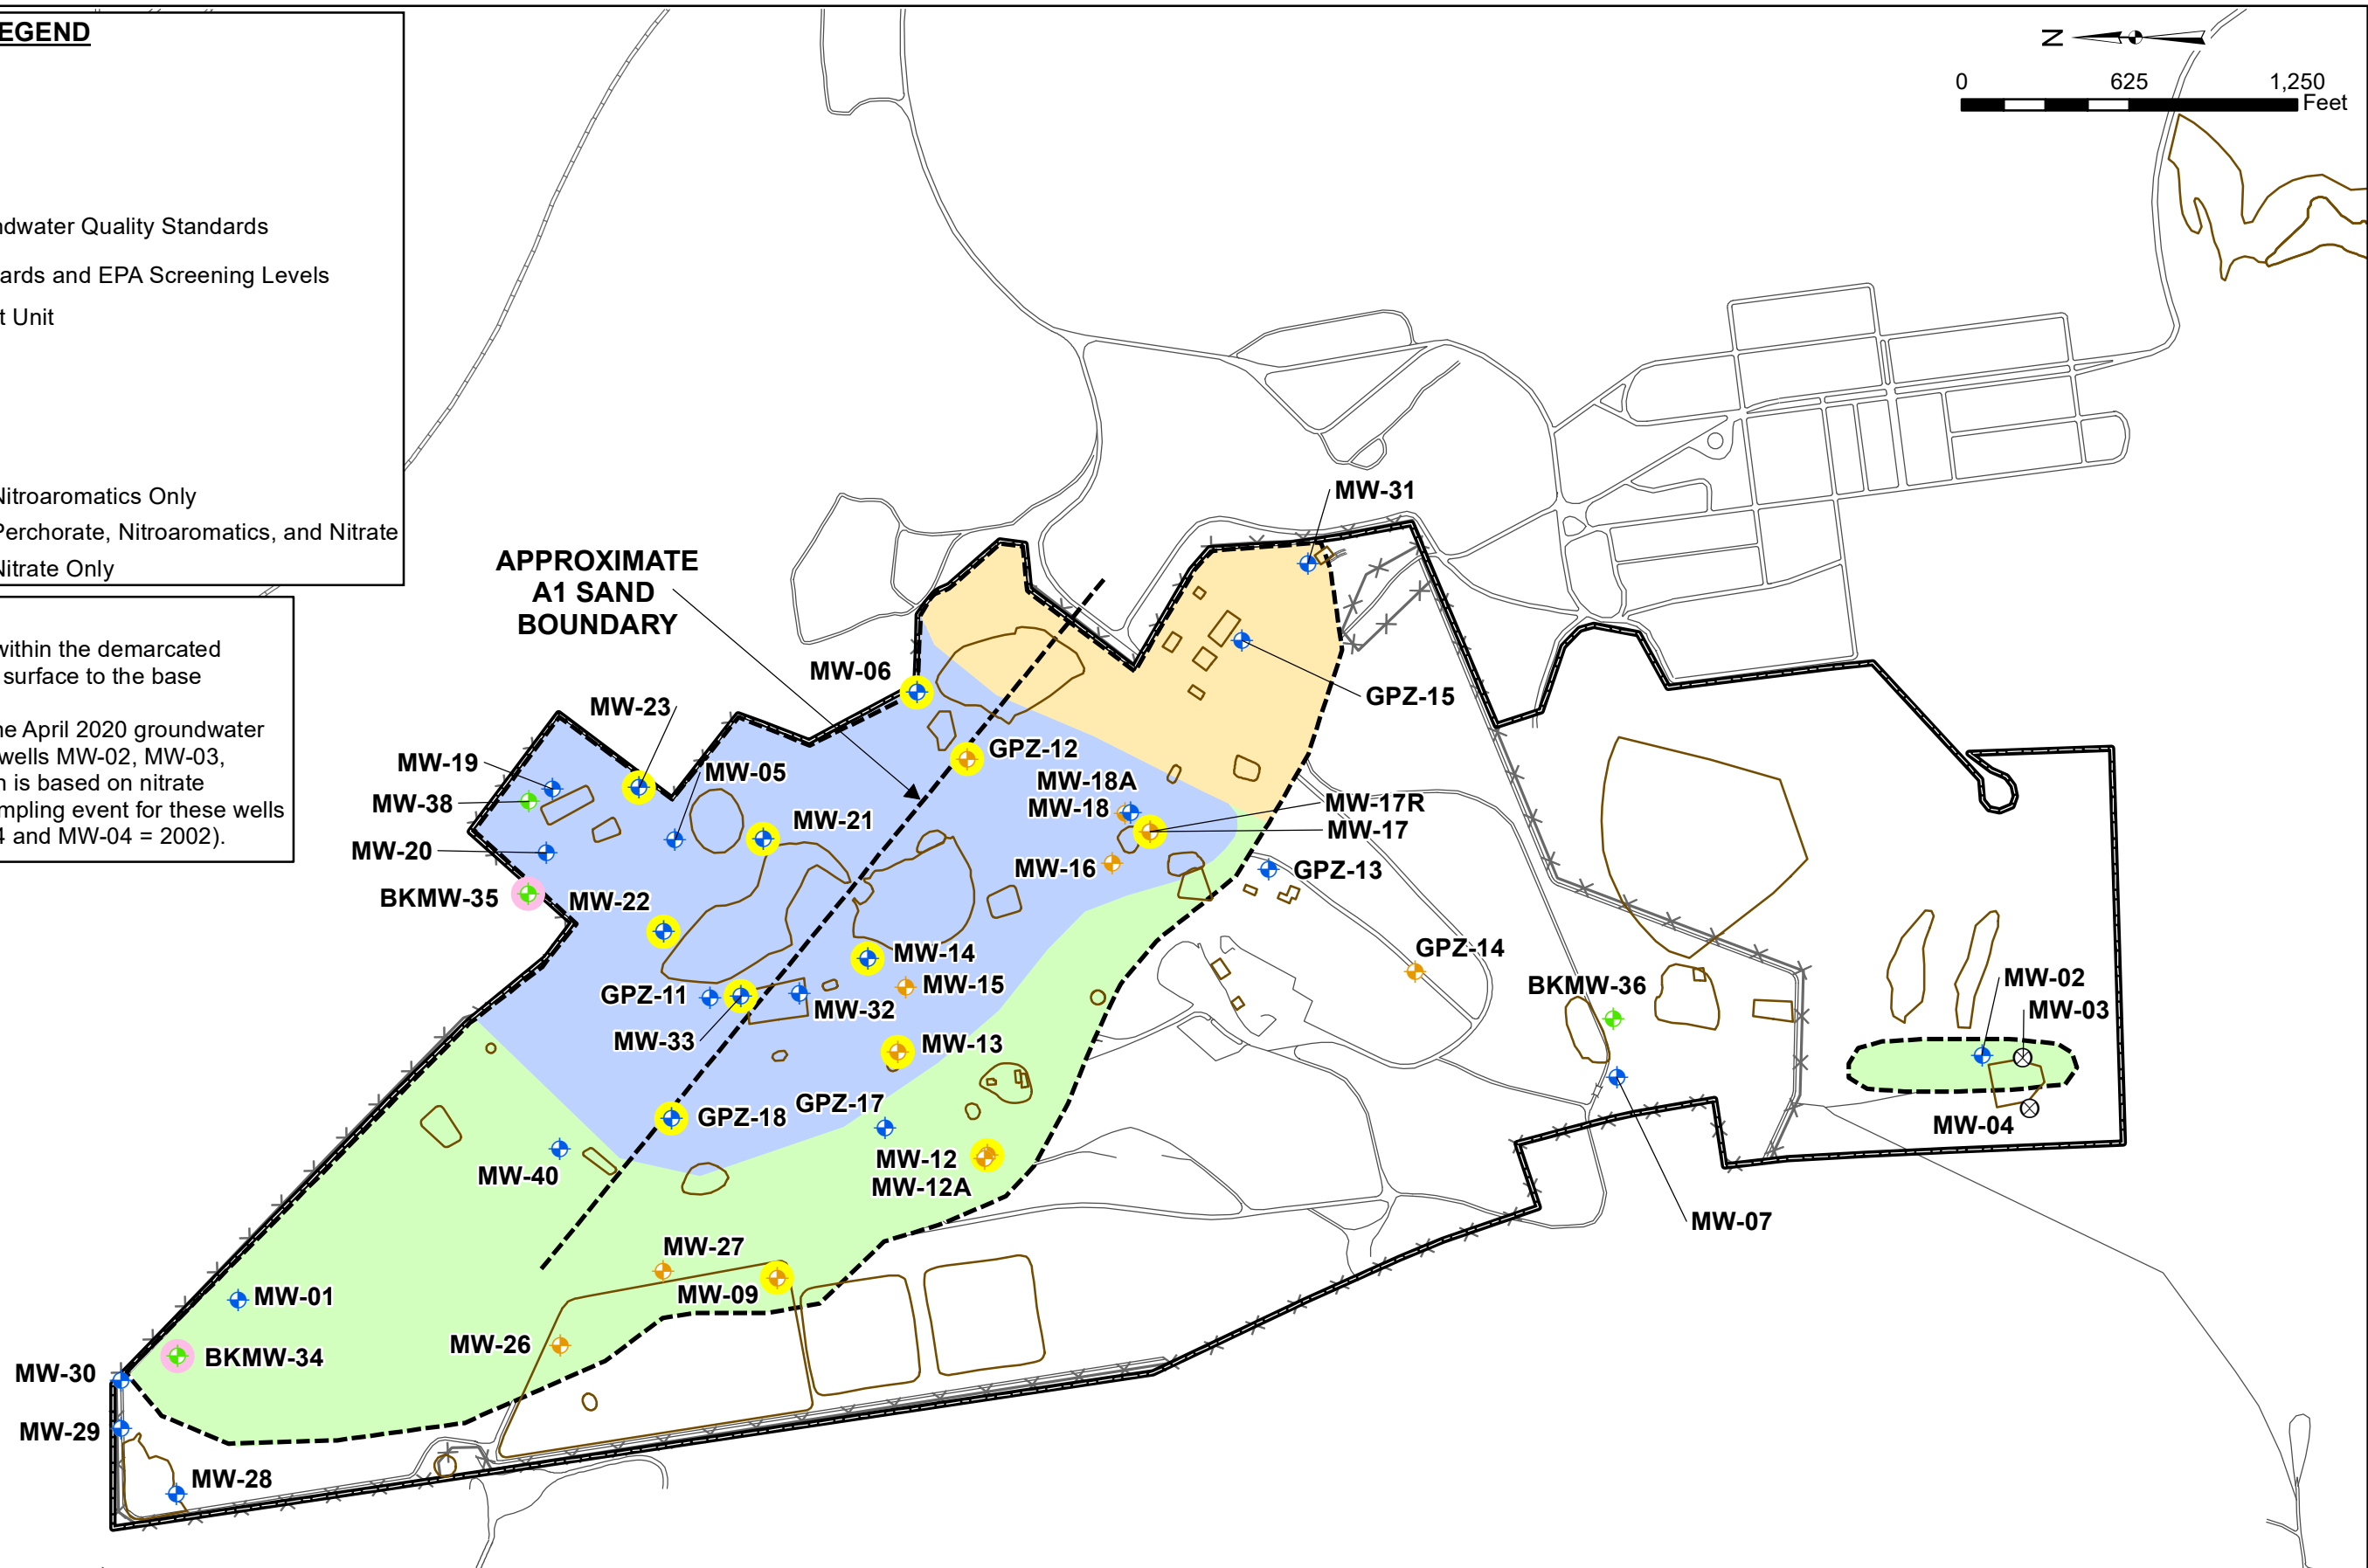 EGEND
ndwater Quality Standards
ards and EPA Screening Levels
t Unit
Nitroaromatics Only
Perchorate, Nitroaromatics, and Nitrate
Nitrate Only
within the demarcated
surface to the base
he April 2020 groundwater
wells MW-02, MW-03,
n is based on nitrate
mpling event for these wells
4 and MW-04 = 2002).
N
0 625 1,250
Feet
APPROXIMATE
A1 SAND
BOUNDARY
MW-31
MW-06
GPZ-15
MW-23
GPZ-12
MW-19
MW-05
MW-18A
MW-38
MW-18
MW-17R
MW-21
MW-17
MW-20
MW-16
GPZ-13
BKMW-35
MW-22
MW-14
GPZ-14
MW-02
GPZ-11
MW-15
BKMW-36
MW-32
MW-03
MW-33
MW-13
GPZ-17
GPZ-18
MW-04
MW-12
MW-40
MW-12A
MW-07
MW-27
MW-01
MW-09
MW-26
BKMW-34
MW-30
MW-29
MW-28